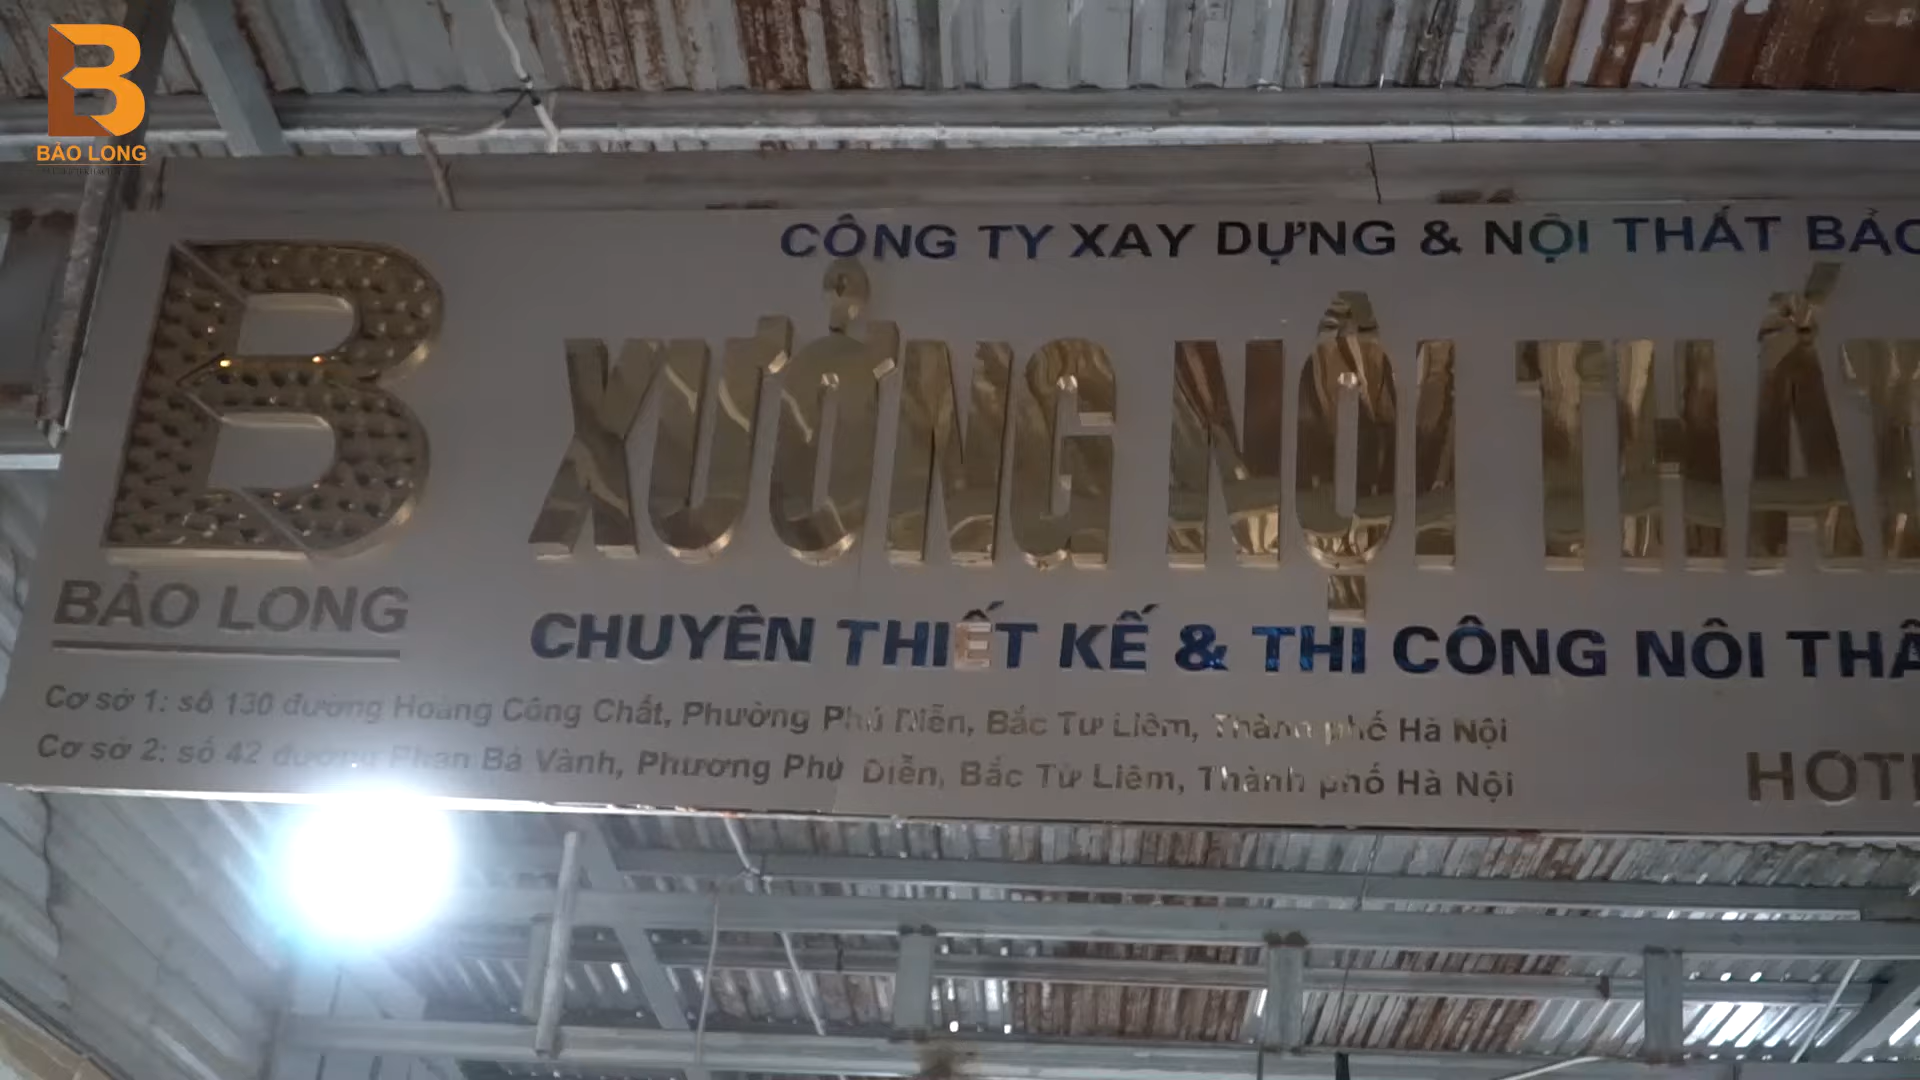 BẢO LONG
CÔNG TY XAY DỰNG & NỘI THẤT BẢO
XƯỞNG NỘI THẤT
BẢO LONG
CHUYÊN THIẾT KẾ & THI CÔNG NÔI THẤ
Cơ sở 1: số 130 đường Hoàng Công Chất, Phường Phú Diễn, Bắc Từ Liêm, Thành phố Hà Nội
Cơ sở 2: số 42 đường Phan Bá Vành, Phương Phú Diễn, Bắc Từ Liêm, Thành phố Hà Nội
HOT